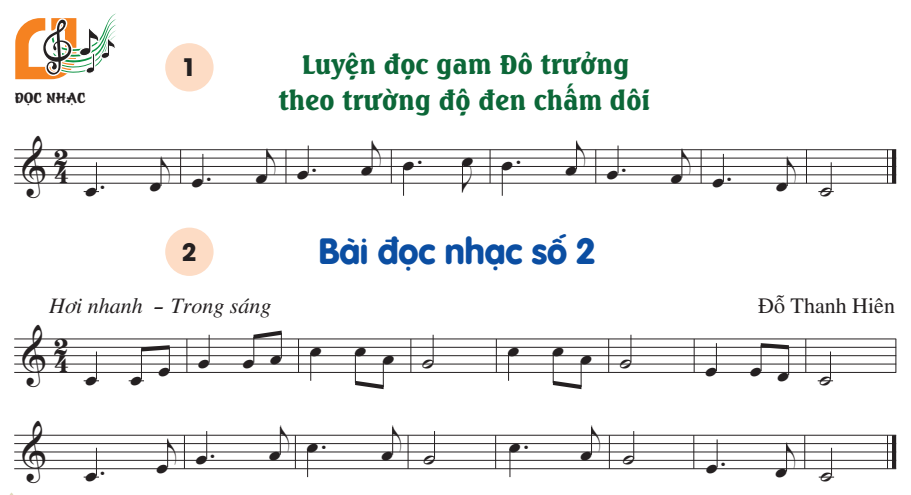 ĐỌC NHẠC
1
Luyện đọc gam Đô trưởng
theo trường độ đen chấm dôi
2
4
2
Bài đọc nhạc số 2
Hơi nhanh – Trong sáng
Đỗ Thanh Hiên
2
4